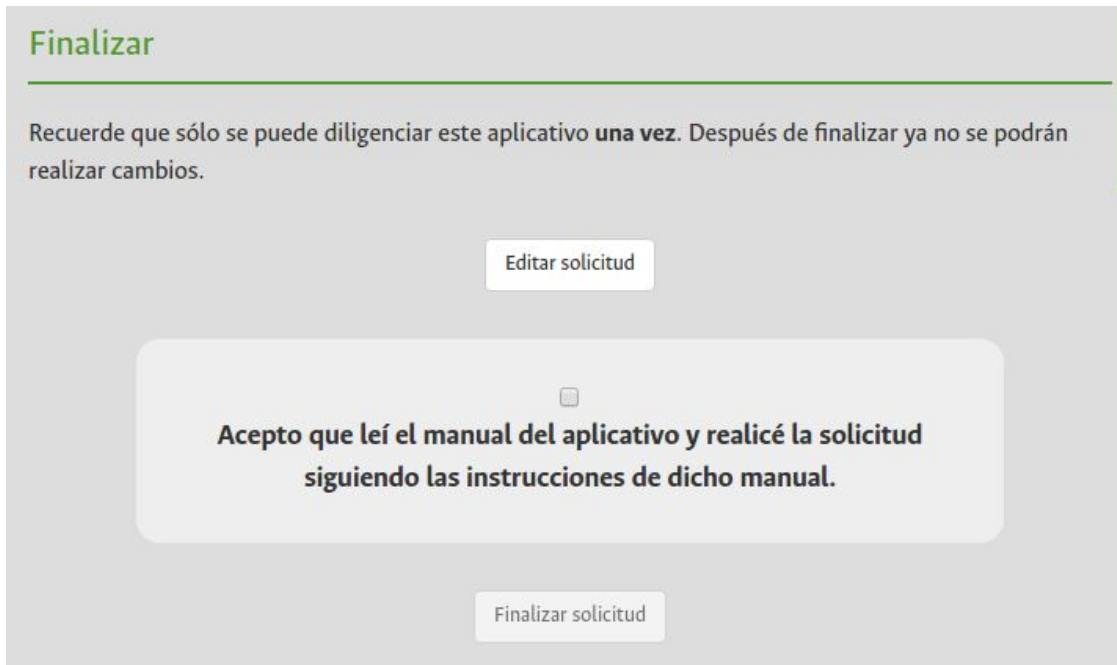 Finalizar
Recuerde que sólo se puede diligenciar este aplicativo una vez. Después de finalizar ya no se podrán
realizar cambios.
Editar solicitud
Acepto que leí el manual del aplicativo y realicé la solicitud
siguiendo las instrucciones de dicho manual.
Finalizar solicitud